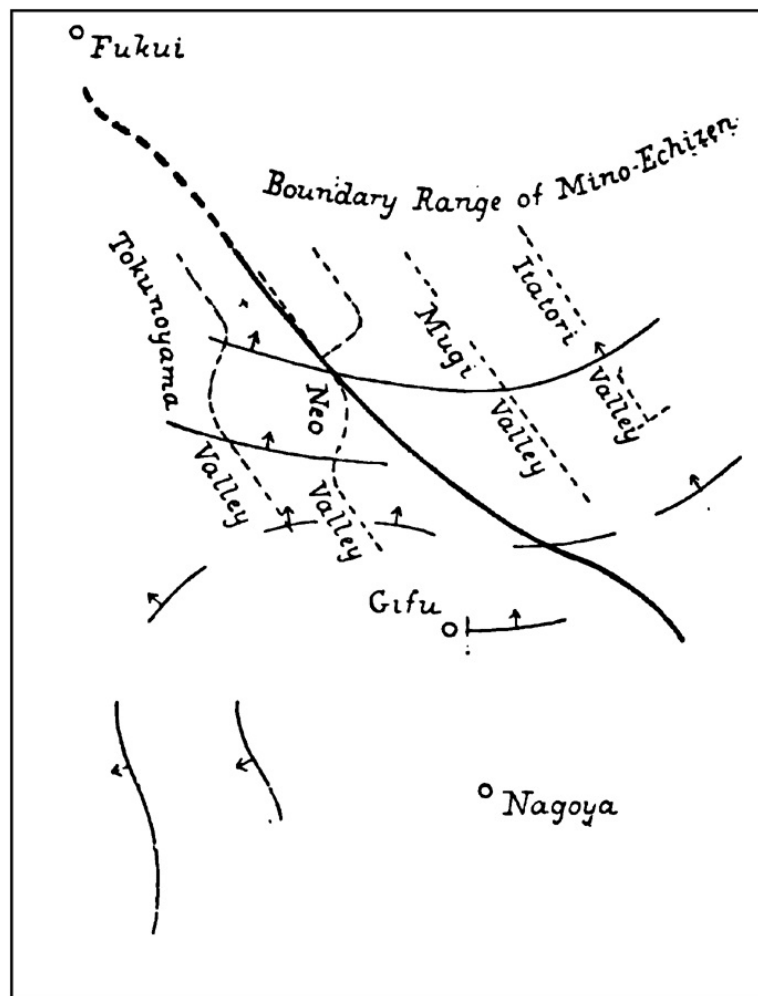 Fukui
Boundary Range of Mino-Echizen
Tokunoyama
Valley
Neo
Valley
Mugi
Valley
Itatori
Valley
Gifu
Nagoya